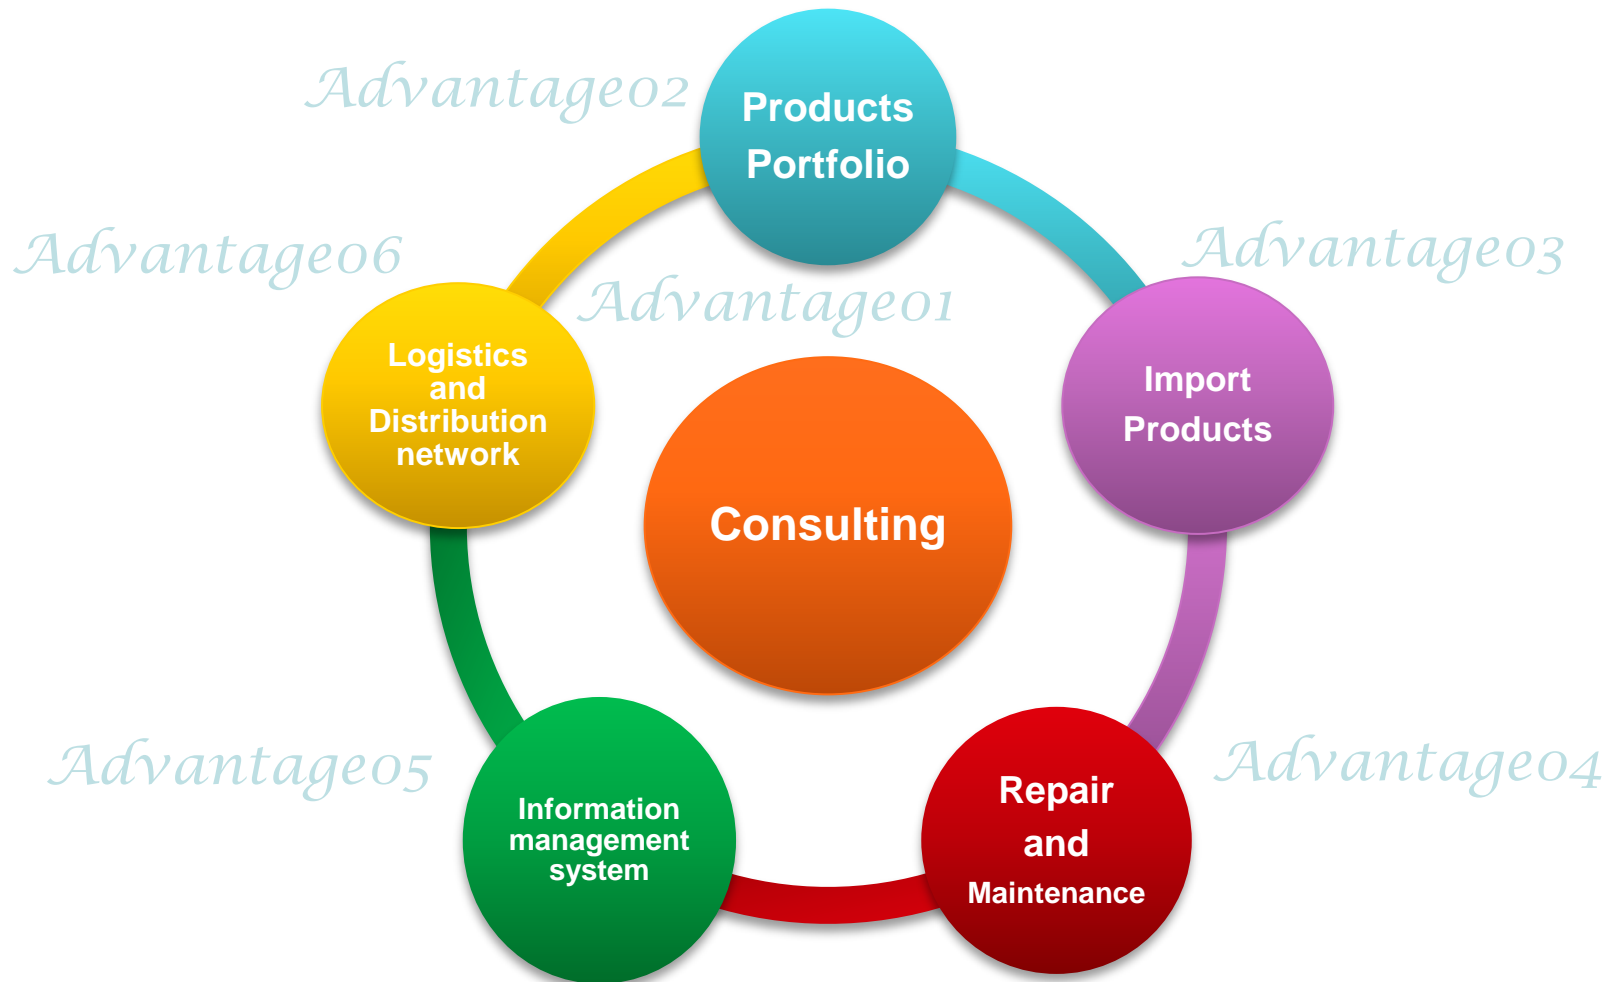 Advantage02
Products
Portfolio
Advantage06
Logistics
and
Distribution
network
Advantage01
Consulting
Advantage03
Import
Products
Advantage05
Information
management
system
Advantage04
Repair
and
Maintenance